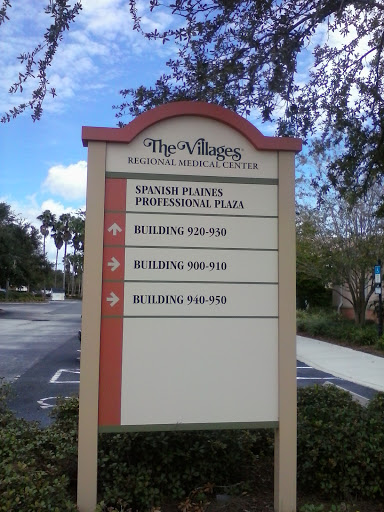 The Villages®
REGIONAL MEDICAL CENTER
SPANISH PLAINES
PROFESSIONAL PLAZA
BUILDING 920-930
BUILDING 900-910
BUILDING 940-950